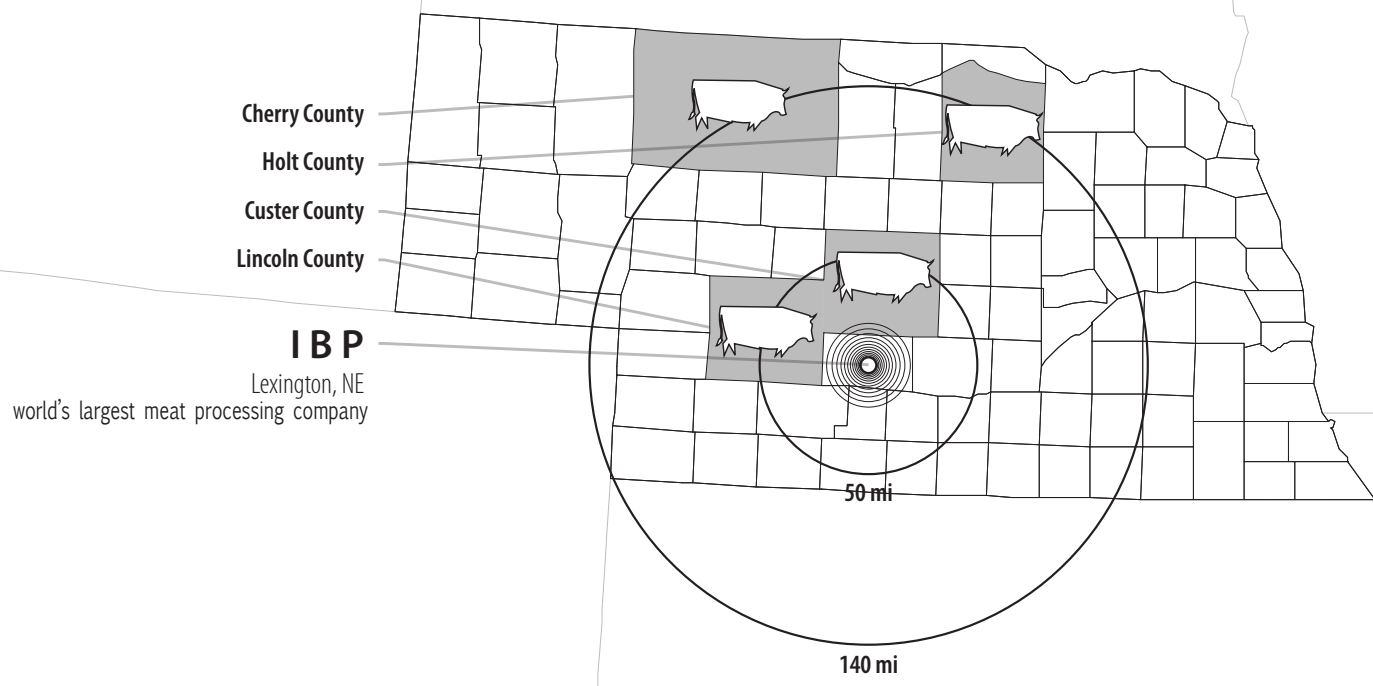 Cherry County
Holt County
Custer County
Lincoln County
IBP
Lexington, NE
world's largest meat processing company
50 mi
140 mi